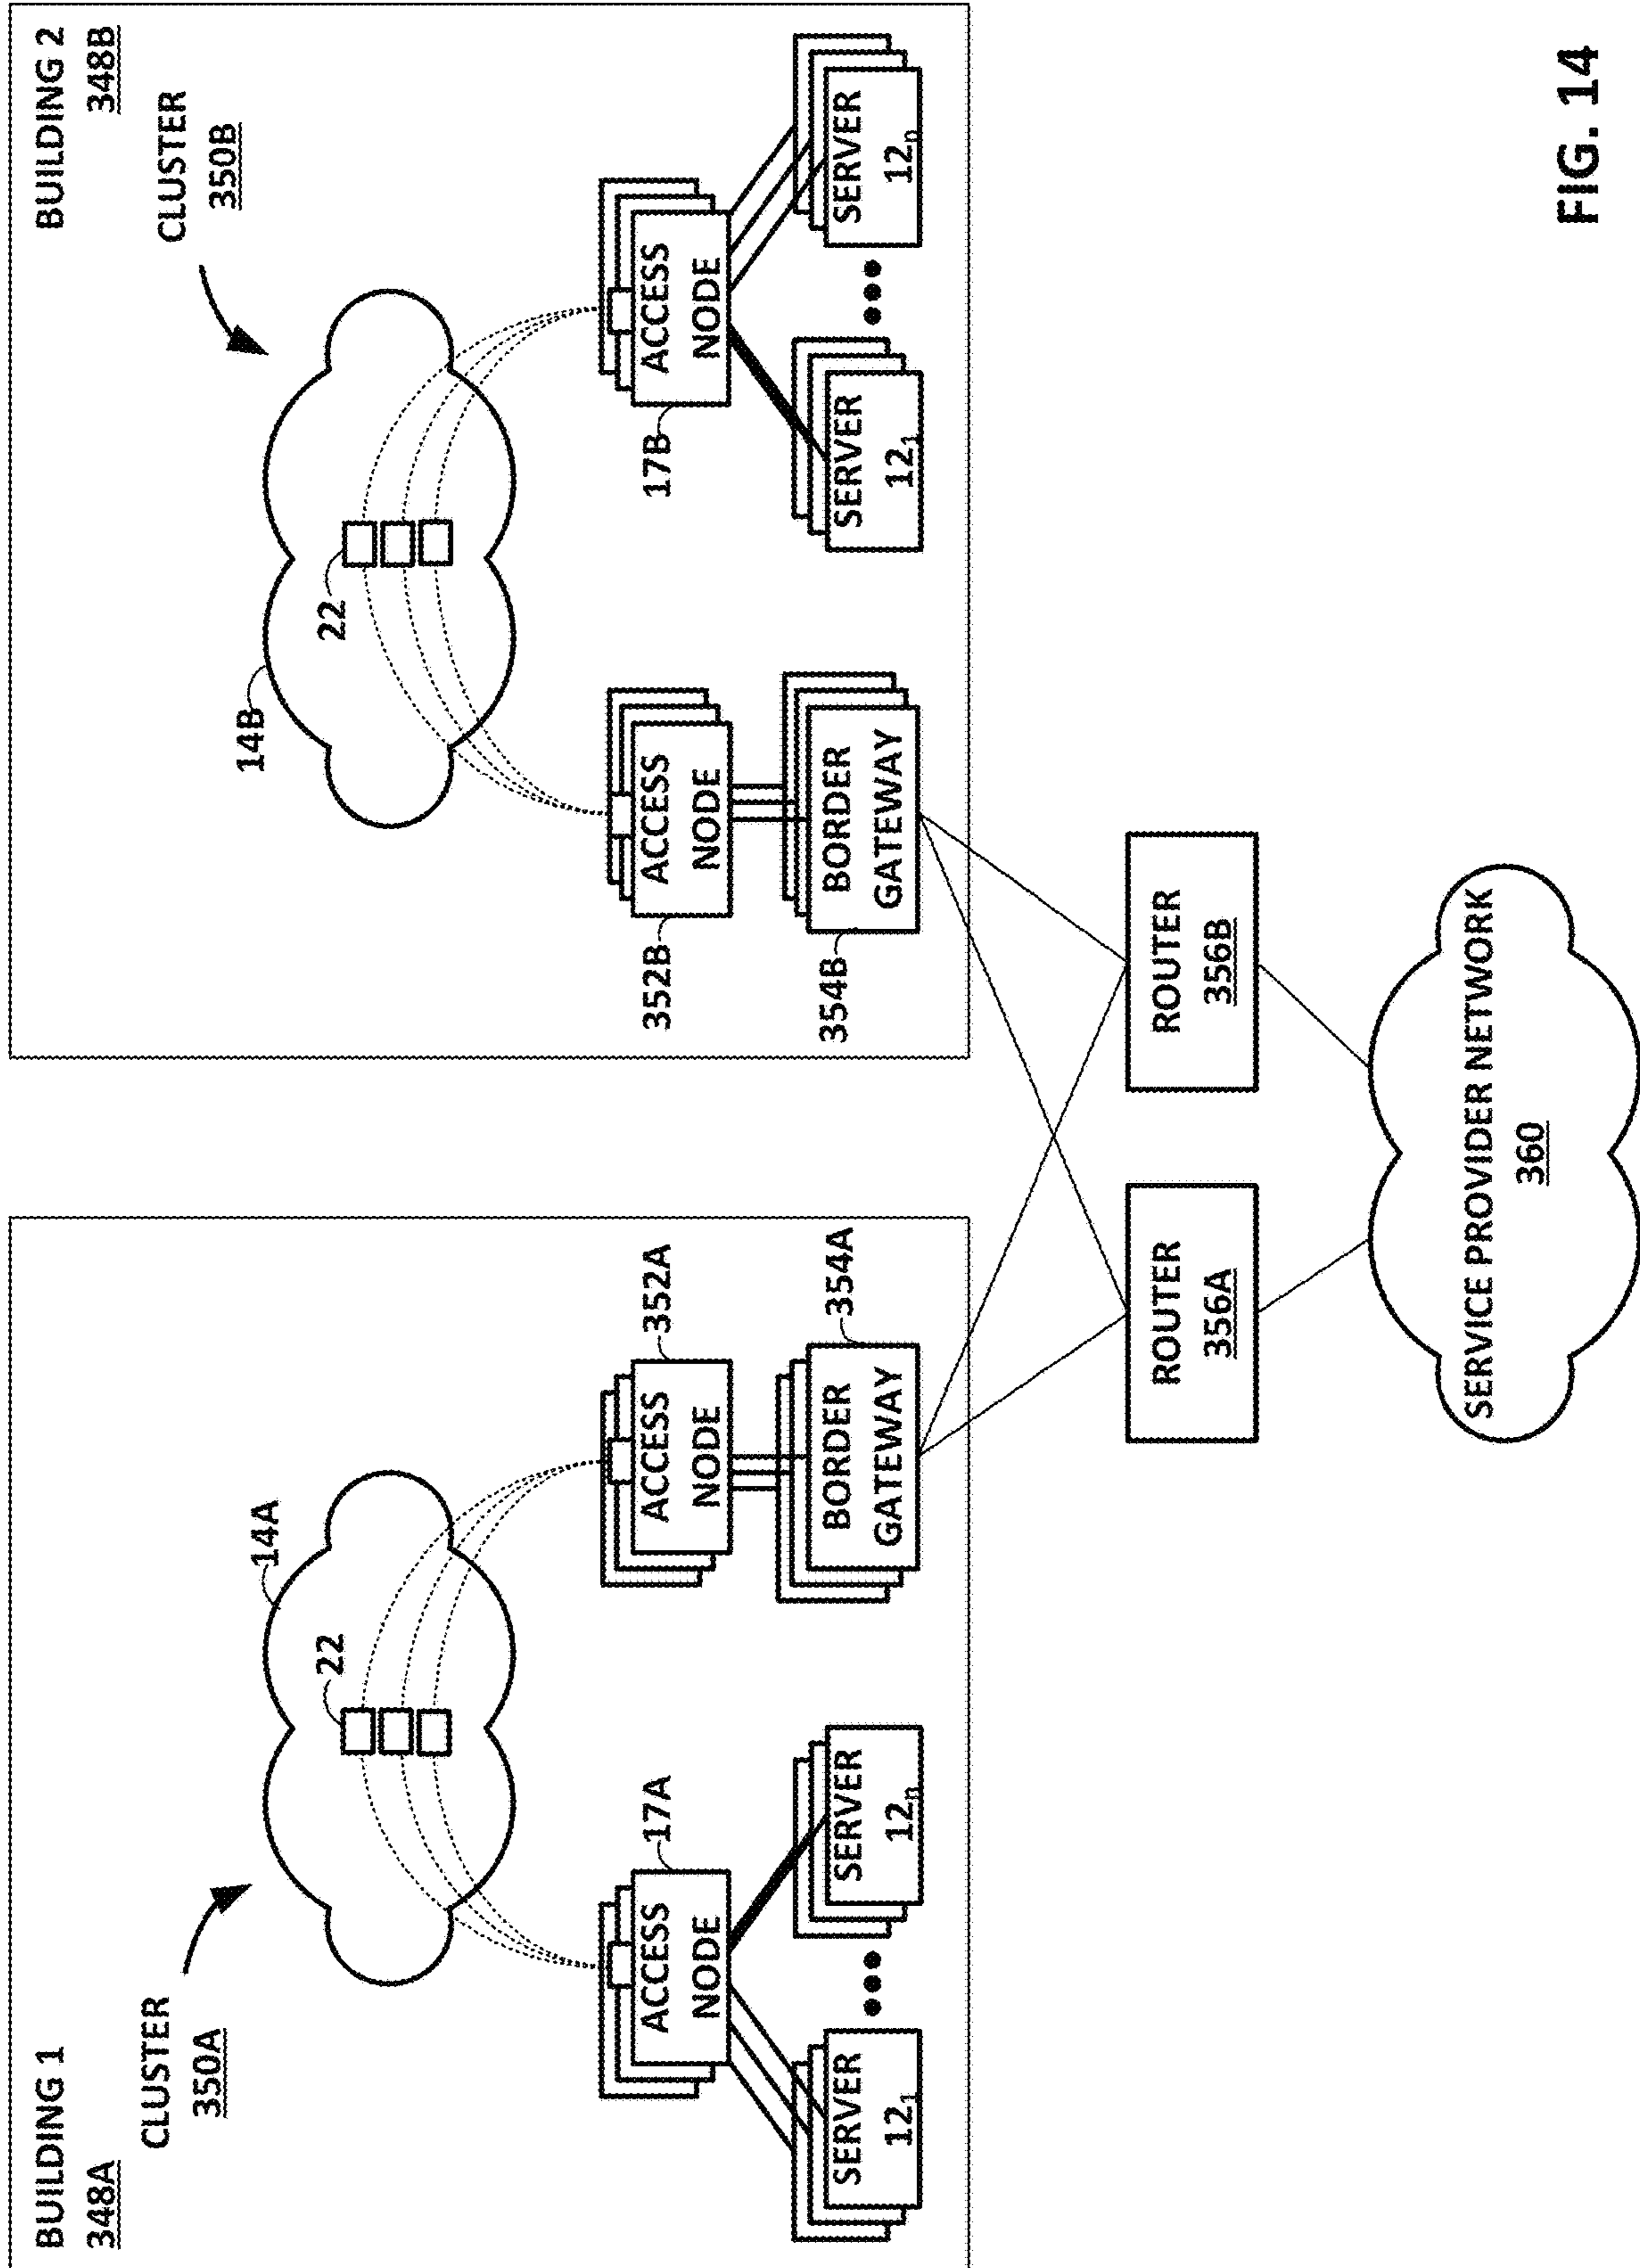 BUILDING 1
348A
CLUSTER
350A
14A
22
ACCESS
NODE
17A
ACCESS
NODE
352A
SERVER
12₁
SERVER
12ₙ
BORDER
GATEWAY
354A
BUILDING 2
348B
CLUSTER
350B
14B
22
352B
ACCESS
NODE
17B
ACCESS
NODE
354B
BORDER
GATEWAY
SERVER
12₁
SERVER
12ₙ
ROUTER
356A
ROUTER
356B
SERVICE PROVIDER NETWORK
360
FIG. 14